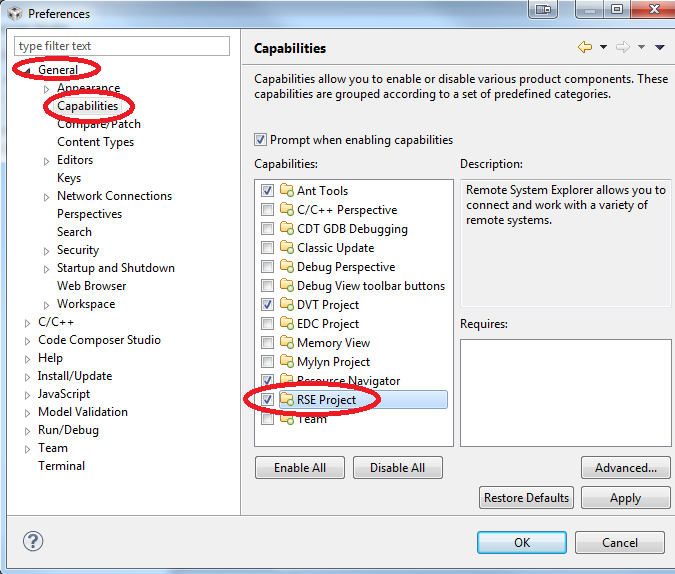 Preferences
type filter text
General
Appearance
Capabilities
Compare/Patch
Content Types
Editors
Keys
Network Connections
Perspectives
Search
Security
Startup and Shutdown
Web Browser
Workspace
C/C++
Code Composer Studio
Help
Install/Update
JavaScript
Model Validation
Run/Debug
Team
Terminal
Capabilities
Capabilities allow you to enable or disable various product components. These
capabilities are grouped according to a set of predefined categories.
Prompt when enabling capabilities
Capabilities:
Ant Tools
C/C++ Perspective
CDT GDB Debugging
Classic Update
Debug Perspective
Debug View toolbar buttons
DVT Project
EDC Project
Memory View
Mylyn Project
Resource Navigator
RSE Project
Team
Description:
Remote System Explorer allows you to
connect and work with a variety of
remote systems.
Requires:
Enable All
Disable All
Advanced...
Restore Defaults
Apply
?
OK
Cancel